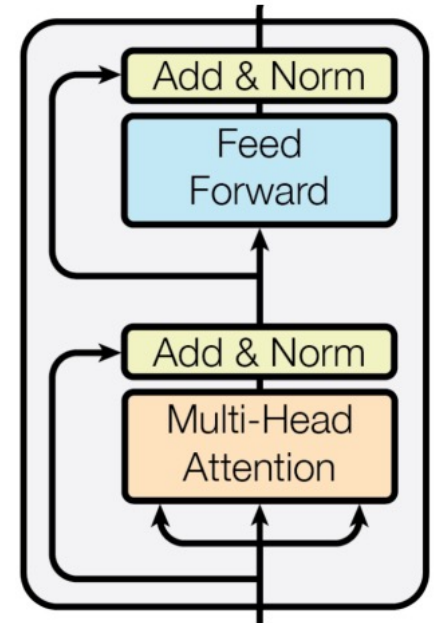 Add & Norm
Feed
Forward
Add & Norm
Multi-Head
Attention